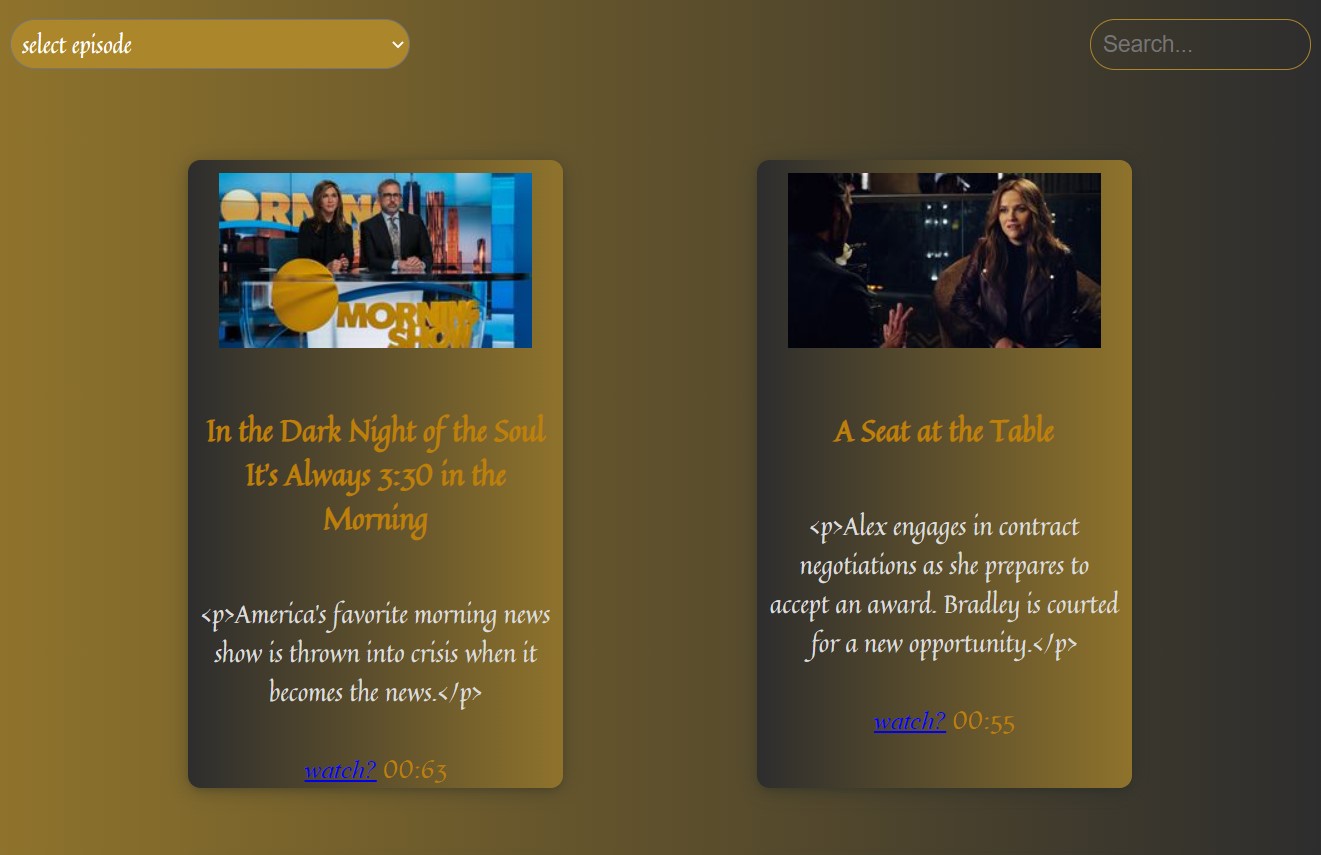 select episode
Search...
ORNING
MORNING
SHOW
In the Dark Night of the Soul
It's Always 3:30 in the
Morning
<p>America's favorite morning news
show is thrown into crisis when it
becomes the news.</p>
watch? 00:63
A Seat at the Table
<p>Alex engages in contract
negotiations as she prepares to
accept an award. Bradley is courted
for a new opportunity.</p>
watch? 00:55